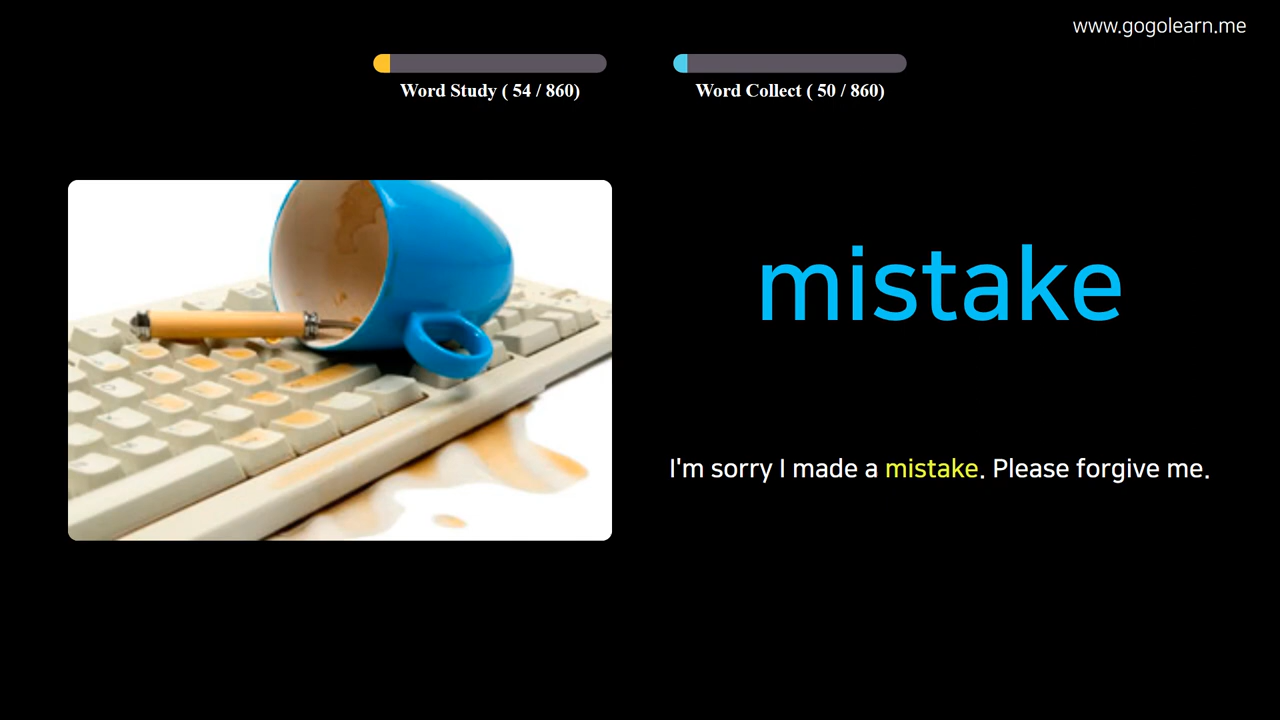 www.gogolearn.me
Word Study ( 54 / 860)
Word Collect ( 50 / 860)
mistake
I'm sorry I made a mistake. Please forgive me.